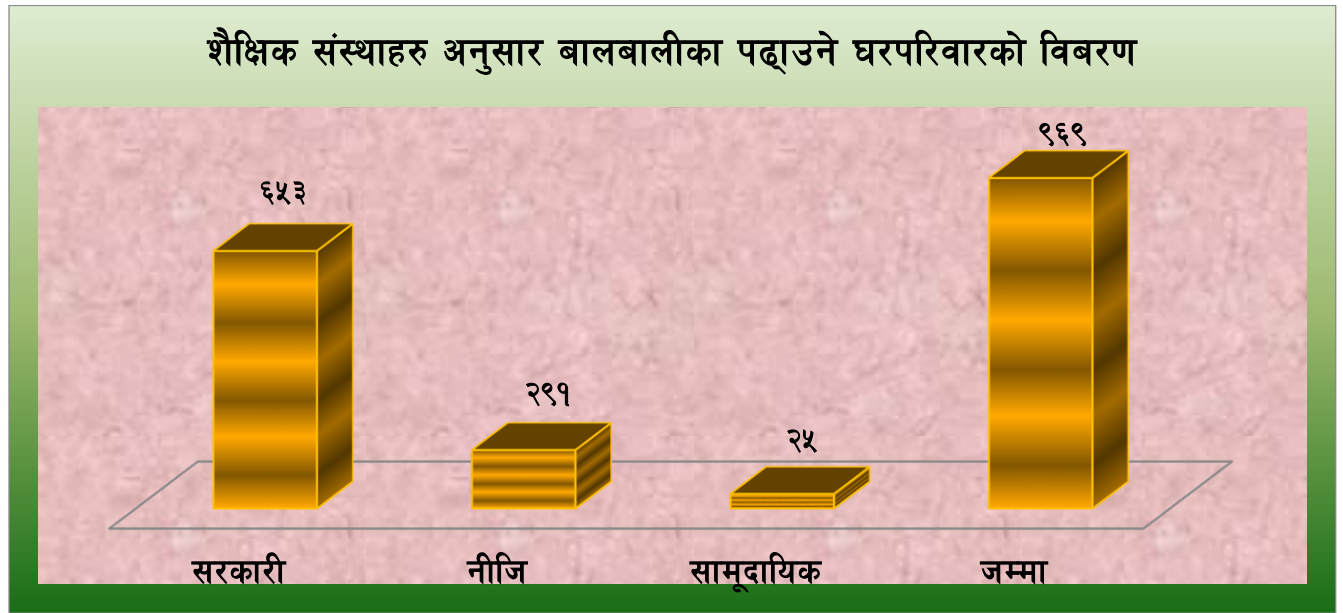 शैक्षिक संस्थाहरु अनुसार बालबालीका पढाउने घरपरिवारको विबरण
६५३
२९१
२५
९६९
सरकारी
नीजि
सामूदायिक
जम्मा